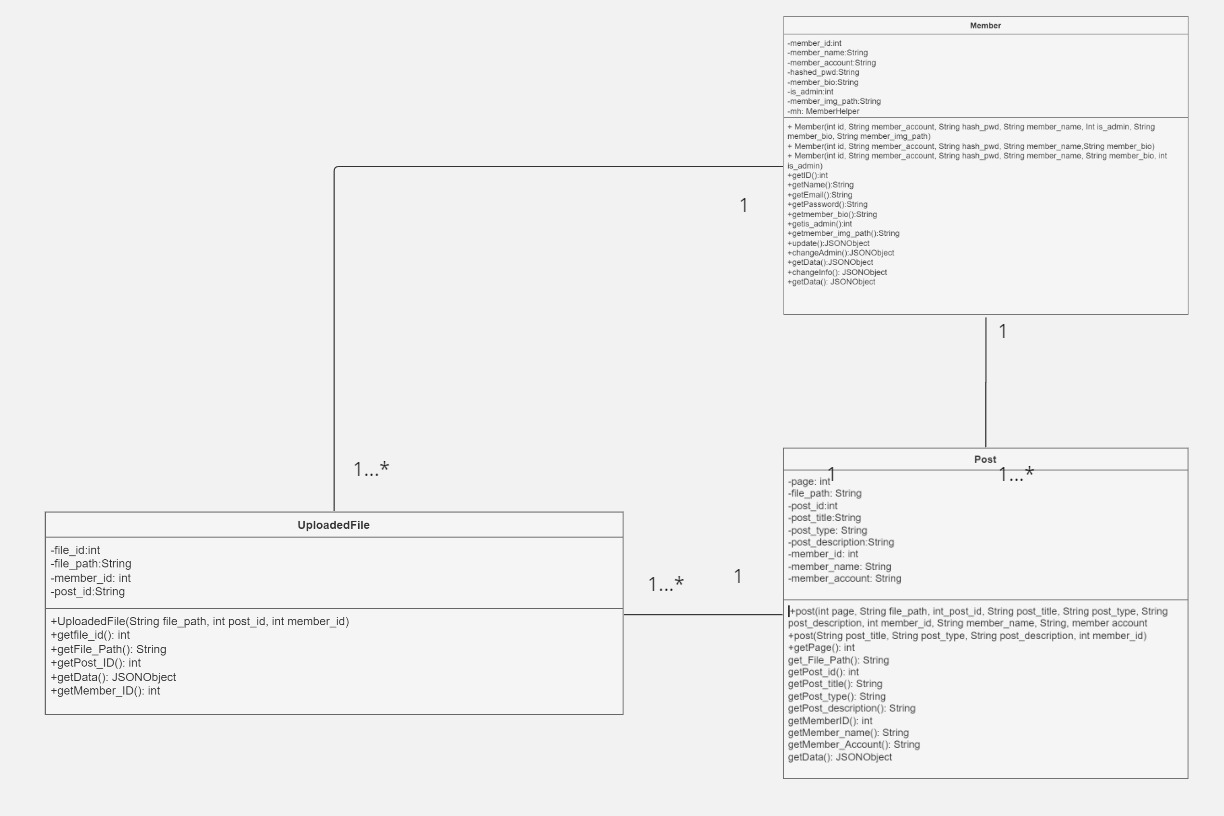 Member
-member_id:int
-member_name:String
-member_account:String
-hashed_pwd:String
-member_bio:String
-is_admin:int
-member_img_path:String
-mh: MemberHelper
+ Member(int id, String member_account, String hash_pwd, String member_name, Int is_admin, String
member_bio, String member_img_path)
+ Member(int id, String member_account, String hash_pwd, String member_name,String member_bio)
+ Member(int id, String member_account, String hash_pwd, String member_name, String member_bio, int
is_admin)
+getID():int
+getName():String
+getEmail():String
+getPassword():String
+getmember_bio():String
+getis_admin():int
+getmember_img_path():String
+update():JSONObject
+changeAdmin():JSONObject
+getData():JSONObject
+changeInfo(): JSONObject
+getData(): JSONObject
1
1
1...*
UploadedFile
-file_id:int
-file_path:String
-member_id: int
-post_id:String
+UploadedFile(String file_path, int post_id, int member_id)
+getfile_id(): int
+getFile_Path(): String
+getPost_ID(): int
+getData(): JSONObject
+getMember_ID(): int
1...*
1
Post
1
1...*
-page: int
-file_path: String
-post_id:int
-post_title:String
-post_type: String
-post_description:String
-member_id: int
-member_name: String
-member_account: String
+post(int page, String file_path, int_post_id, String post_title, String post_type, String
post_description, int member_id, String member_name, String, member account
+post(String post_title, String post_type, String post_description, int member_id)
+getPage(): int
get_File_Path(): String
getPost_id(): int
getPost_title(): String
getPost_type(): String
getPost_description(): String
getMemberID(): int
getMember_name(): String
getMember_Account(): String
getData(): JSONObject